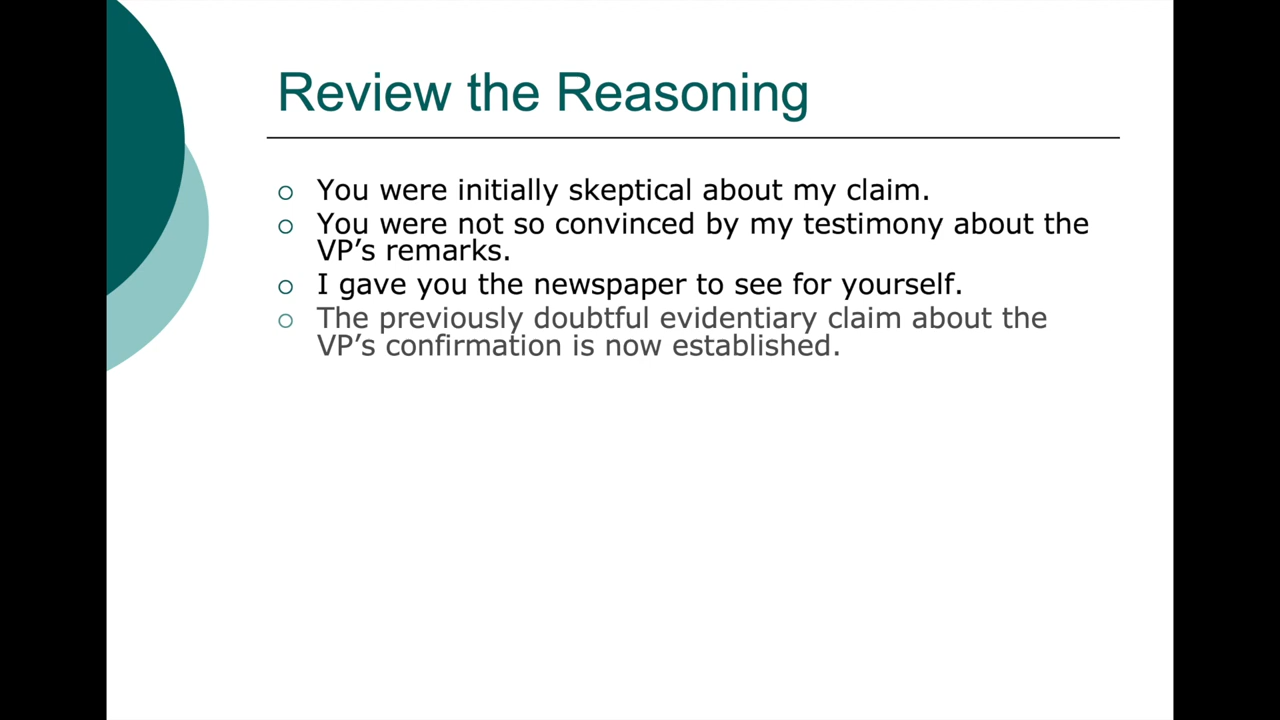 Review the Reasoning
You were initially skeptical about my claim.
You were not so convinced by my testimony about the
VP’s remarks.
I gave you the newspaper to see for yourself.
The previously doubtful evidentiary claim about the
VP’s confirmation is now established.